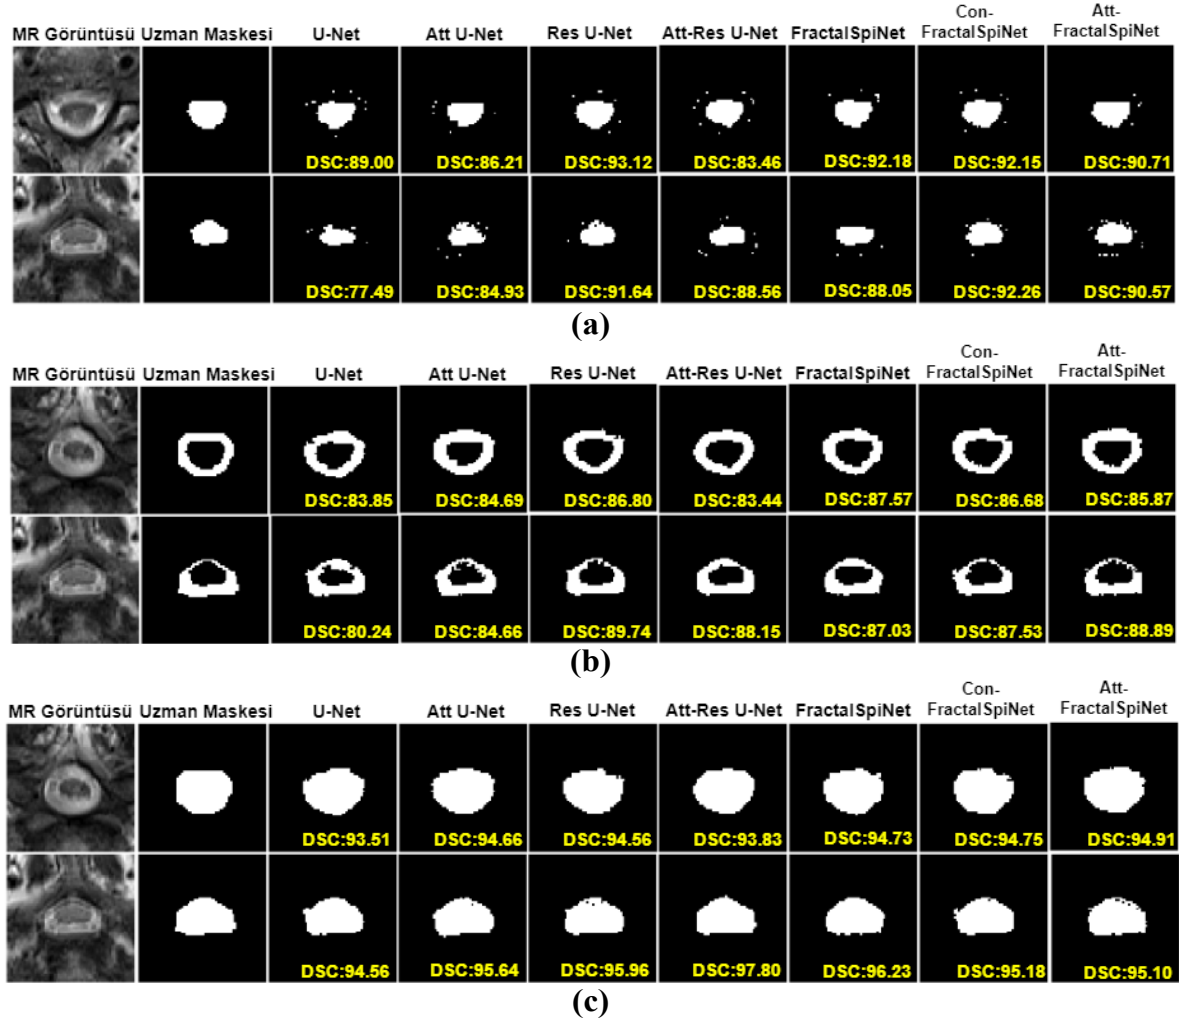 MR Görüntüsü Uzman Maskesi U-Net Att U-Net Res U-Net Att-Res U-Net FractalSpiNet Con-FractalSpiNet Att-FractalSpiNet
DSC:89.00 DSC:86.21 DSC:93.12 DSC:83.46 DSC:92.18 DSC:92.15 DSC:90.71
DSC:77.49 DSC:84.93 DSC:91.64 DSC:88.56 DSC:88.05 DSC:92.26 DSC:90.57
(a)
MR Görüntüsü Uzman Maskesi U-Net Att U-Net Res U-Net Att-Res U-Net FractalSpiNet Con-FractalSpiNet Att-FractalSpiNet
DSC:83.85 DSC:84.69 DSC:86.80 DSC:83.44 DSC:87.57 DSC:86.68 DSC:85.87
DSC:80.24 DSC:84.66 DSC:89.74 DSC:88.15 DSC:87.03 DSC:87.53 DSC:88.89
(b)
MR Görüntüsü Uzman Maskesi U-Net Att U-Net Res U-Net Att-Res U-Net FractalSpiNet Con-FractalSpiNet Att-FractalSpiNet
DSC:93.51 DSC:94.66 DSC:94.56 DSC:93.83 DSC:94.73 DSC:94.75 DSC:94.91
DSC:94.56 DSC:95.64 DSC:95.96 DSC:97.80 DSC:96.23 DSC:95.18 DSC:95.10
(c)